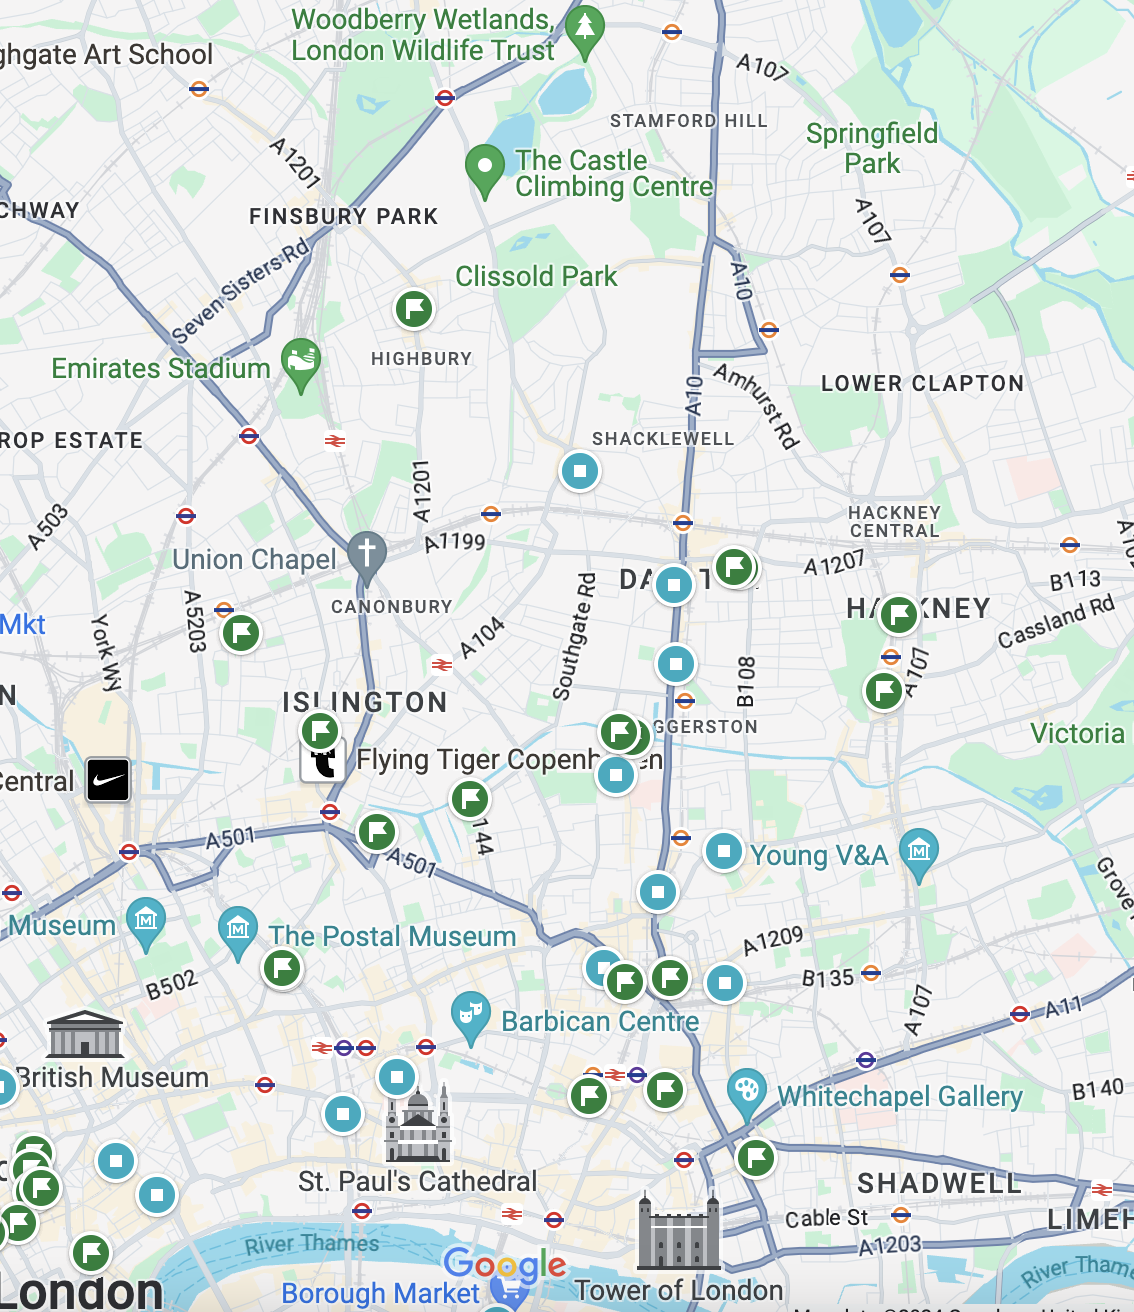 Woodberry Wetlands,
London Wildlife Trust
ghgate Art School
A107
STAMFORD HILL
Springfield
Park
A1201
The Castle
Climbing Centre
CHWAY
FINSBURY PARK
A107
Seven Sisters Rd
Clissold Park
A10
HIGHBURY
Emirates Stadium
A10
Amhurst Rd
LOWER CLAPTON
ROP ESTATE
SHACKLEWELL
A1201
A503
HACKNEY
CENTRAL
A1199
Union Chapel
A1207
B113
CANONBURY
A5203
Mkt
York Wy
A104
Southgate Rd
Cassland Rd
B108
A107
N
ISLINGTON
GGERSTON
Victoria
Flying Tiger Copenh
en
Central
144
A501
A501
Young V&A
Grove
Museum
The Postal Museum
A1209
B502
B135
A107
A11
Barbican Centre
British Museum
Whitechapel Gallery
B140
St. Paul's Cathedral
SHADWELL
Cable St
LIMEH
River Thames
A1203
Google
River Thame
London
Borough Market
Tower of London